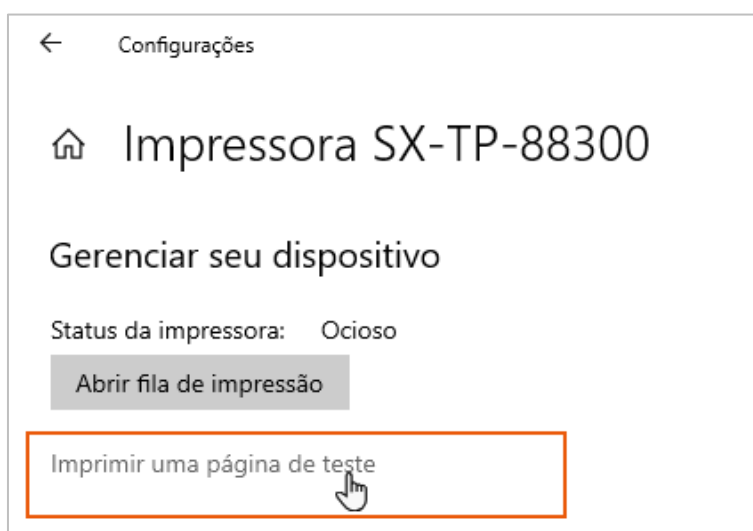 Configurações
Impressora SX-TP-88300
Gerenciar seu dispositivo
Status da impressora: Ocioso
Abrir fila de impressão
Imprimir uma página de teste